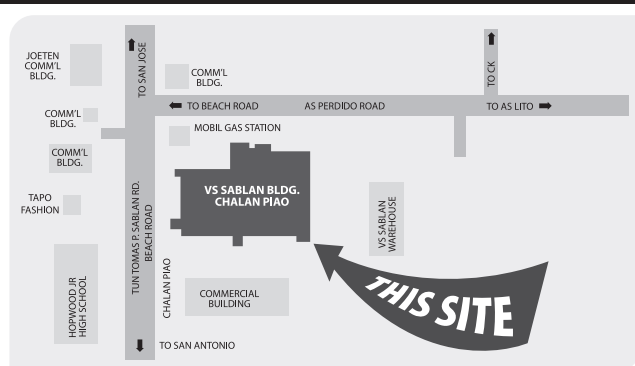 JOETEN
COMM'L
BLDG.
TO SAN JOSE
COMM'L
BLDG.
TO CK
TO BEACH ROAD
AS PERDIDO ROAD
TO AS LITO
COMM'L
BLDG.
MOBIL GAS STATION
COMM'L
BLDG.
VS SABLAN BLDG.
CHALAN PIAO
TAPO
FASHION
TUN TOMAS P. SABLAN RD.
BEACH ROAD
VS SABLAN
WAREHOUSE
HOPWOOD JR
HIGH SCHOOL
CHALAN PIAO
COMMERCIAL
BUILDING
THIS SITE
TO SAN ANTONIO